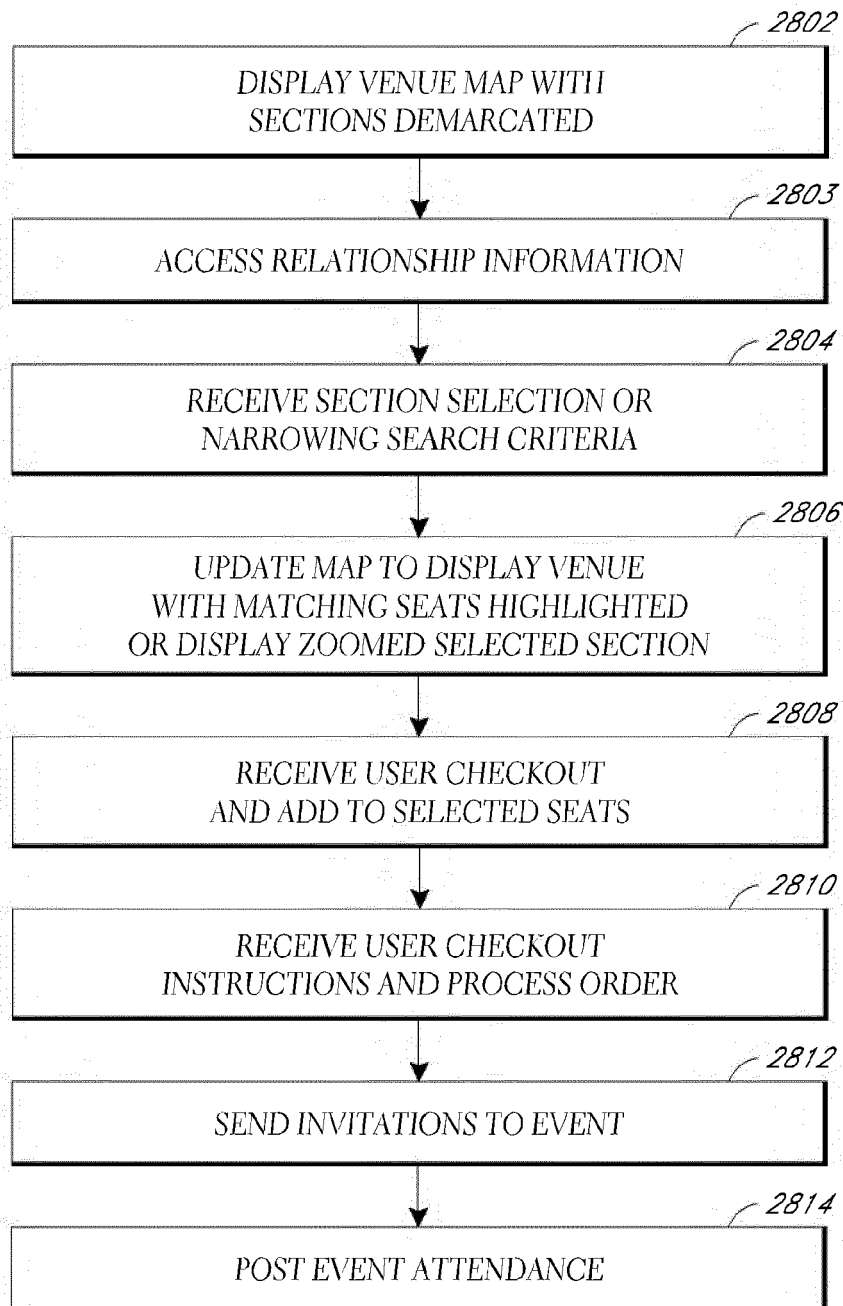 2802
DISPLAY VENUE MAP WITH
SECTIONS DEMARCATED
2803
ACCESS RELATIONSHIP INFORMATION
2804
RECEIVE SECTION SELECTION OR
NARROWING SEARCH CRITERIA
2806
UPDATE MAP TO DISPLAY VENUE
WITH MATCHING SEATS HIGHLIGHTED
OR DISPLAY ZOOMED SELECTED SECTION
2808
RECEIVE USER CHECKOUT
AND ADD TO SELECTED SEATS
2810
RECEIVE USER CHECKOUT
INSTRUCTIONS AND PROCESS ORDER
2812
SEND INVITATIONS TO EVENT
2814
POST EVENT ATTENDANCE